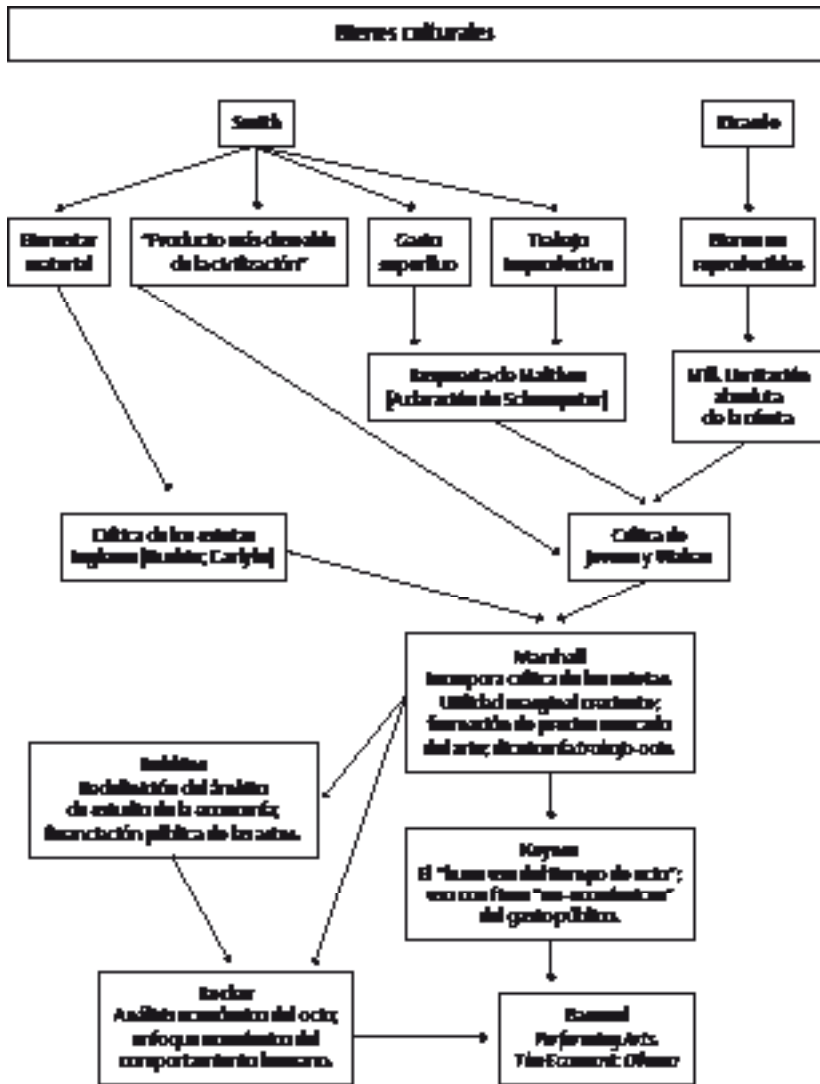 Bienes culturales
Smith
Ricardo
Bienestar
material
"Producto más deseable
de la civilización"
Gasto
superfluo
Trabajo
improductivo
Bienes no
reproducibles
Respuesta de Malthus
[Aclaración de Schumpeter]
Mill. Limitación
absoluta
de la oferta
Crítica de los estetas
ingleses [Ruskin; Carlyle]
Crítica de
Jevons y
Marshall
Incorpora crítica de los estetas.
Utilidad marginal creciente;
formación de precios mercado
del arte; dicotomía trabajo-ocio.
Robbins
Redefinición del ámbito
de estudio de la economía;
financiación pública de las artes.
Keynes
El "buen uso del tiempo de ocio";
uso con fines "no-económicos"
del gasto público.
Becker
Análisis económico del ocio;
enfoque económico del
comportamiento humano.
Baumol
Performing Arts.
The Economic Dilemma